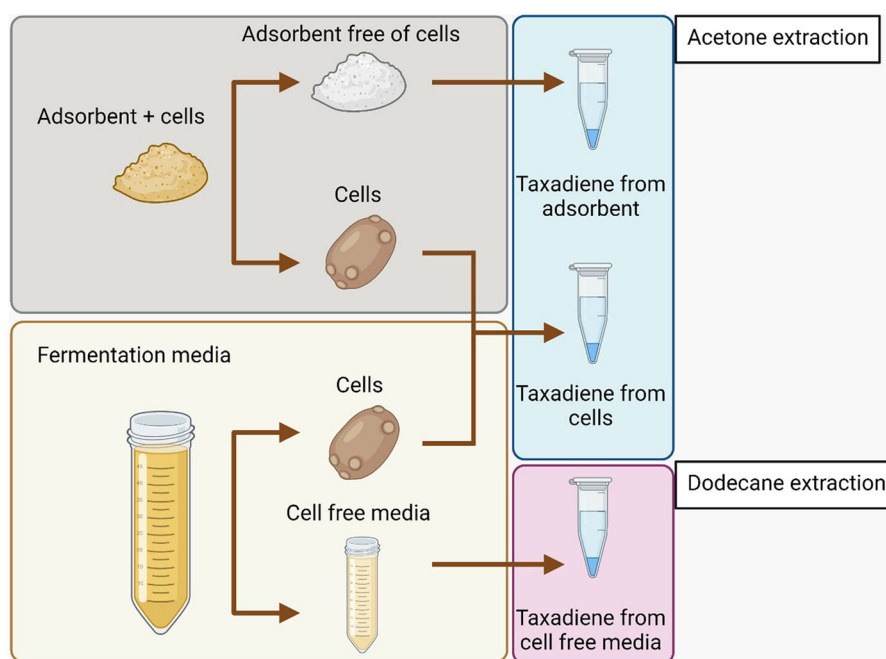 Adsorbent free of cells
Acetone extraction
Adsorbent + cells
Cells
Taxadiene from
adsorbent
Fermentation media
Cells
Taxadiene from
cells
Cell free media
Dodecane extraction
Taxadiene from
cell free media